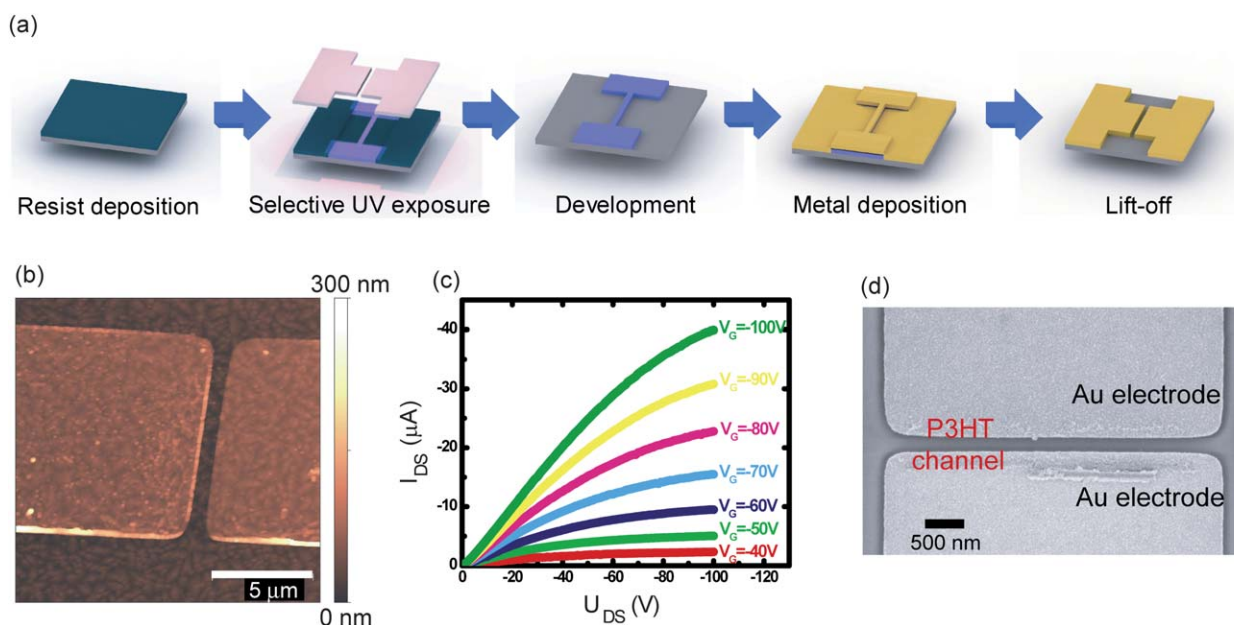 (a)
Resist deposition
Selective UV exposure
Development
Metal deposition
Lift-off
(b)
300 nm
5 μm
0 nm
(c)
-40
-30
-20
-10
0
I_DS (μA)
V_G=-100V
V_G=-90V
V_G=-80V
V_G=-70V
V_G=-60V
V_G=-50V
V_G=-40V
0 -20 -40 -60 -80 -100 -120
U_DS (V)
(d)
Au electrode
P3HT
channel
Au electrode
500 nm